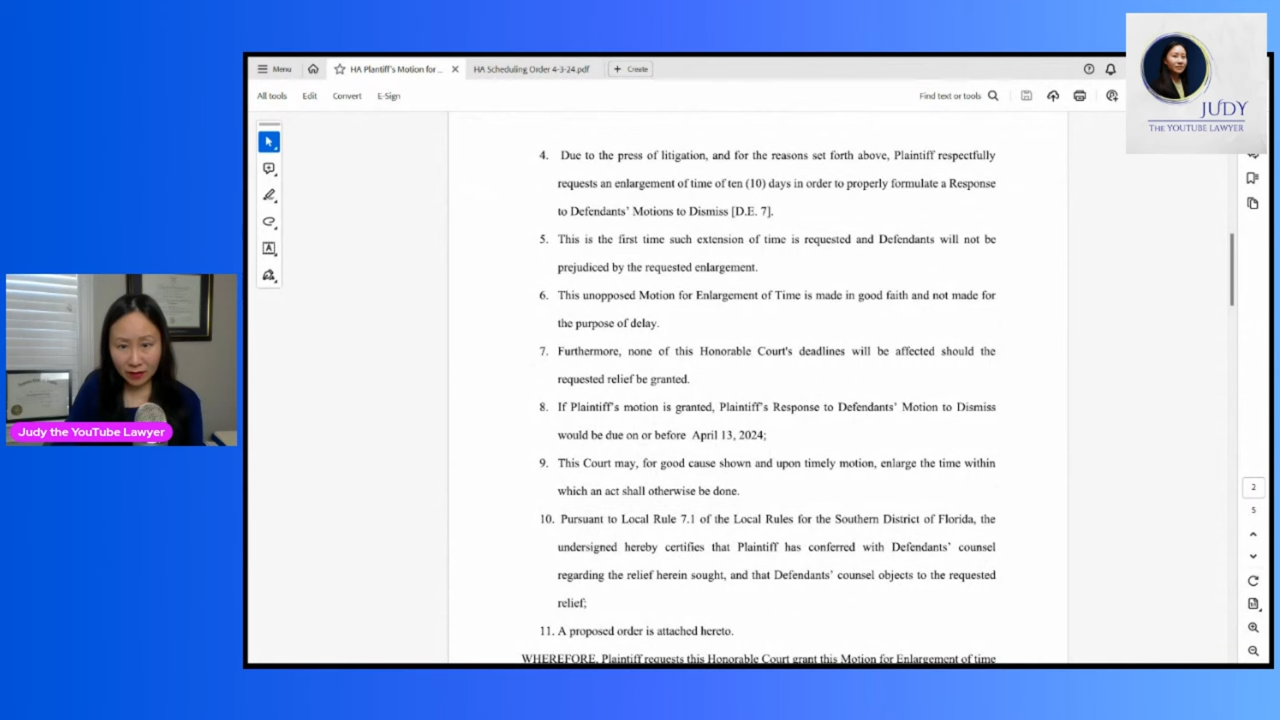 Menu
HA Plantiff's Motion for ...
HA Scheduling Order 4-3-24.pdf
Create
All tools
Edit
Convert
E-Sign
Find text or tools
JUDY
THE YOUTUBE LAWYER
4. Due to the press of litigation, and for the reasons set forth above, Plaintiff respectfully
requests an enlargement of time of ten (10) days in order to properly formulate a Response
to Defendants' Motions to Dismiss [D.E. 7].
5. This is the first time such extension of time is requested and Defendants will not be
prejudiced by the requested enlargement.
6. This unopposed Motion for Enlargement of Time is made in good faith and not made for
the purpose of delay.
7. Furthermore, none of this Honorable Court's deadlines will be affected should the
requested relief be granted.
8. If Plaintiff's motion is granted, Plaintiff's Response to Defendants' Motion to Dismiss
would be due on or before April 13, 2024;
9. This Court may, for good cause shown and upon timely motion, enlarge the time within
which an act shall otherwise be done.
10. Pursuant to Local Rule 7.1 of the Local Rules for the Southern District of Florida, the
undersigned hereby certifies that Plaintiff has conferred with Defendants' counsel
regarding the relief herein sought, and that Defendants' counsel objects to the requested
relief;
11. A proposed order is attached hereto.
WHEREFORE, Plaintiff requests this Honorable Court grant this Motion for Enlargement of time
2
5
Judy the YouTube Lawyer